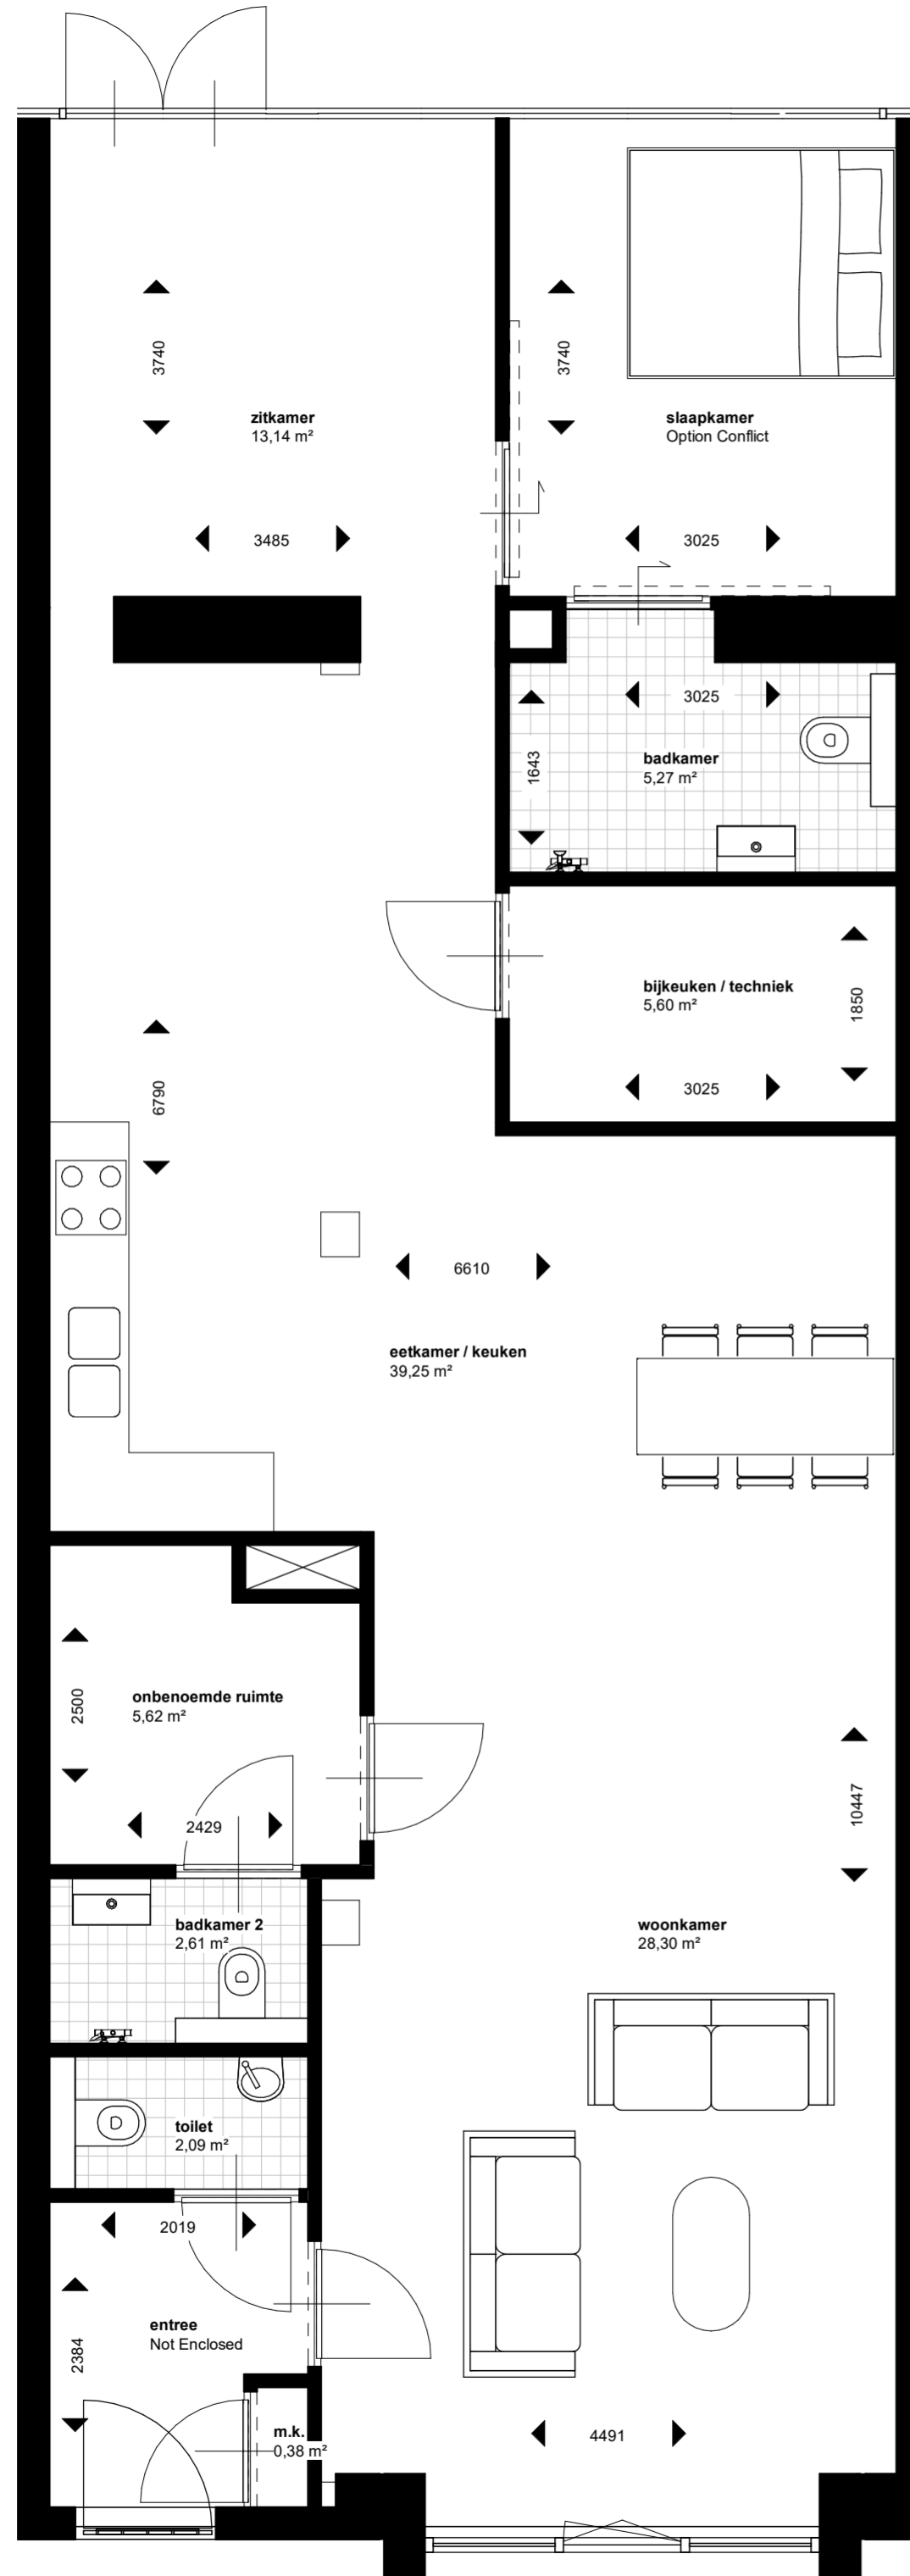 3740
3740
zitkamer
13,14 m²
slaapkamer
Option Conflict
3485
3025
3025
1643
badkamer
5,27 m²
bijkeuken / techniek
5,60 m²
1850
3025
6790
6610
eetkamer / keuken
39,25 m²
2500
onbenoemde ruimte
5,62 m²
2429
10447
badkamer 2
2,61 m²
woonkamer
28,30 m²
toilet
2,09 m²
2019
entree
Not Enclosed
2384
m.k.
0,38 m²
4491